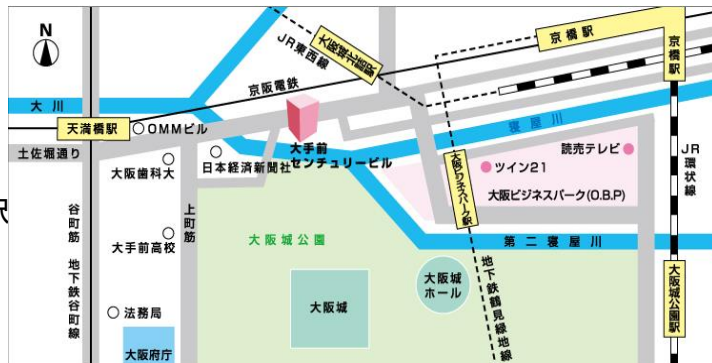 N
JR東西線
大阪城北詰駅
京橋駅
京橋駅
京阪電鉄
大川
天満橋駅
OMMビル
土佐堀通り
大阪歯科大
日本経済新聞社
大手前
センチュリービル
寝屋川
読売テレビ
ツイン21
大阪ビジネスパーク(O.B.P)
大阪ビジネスパーク駅
JR環状線
駅
谷町筋
地下鉄谷町線
上町筋
大手前高校
大阪城公園
第二寝屋川
法務局
大阪府庁
大阪城
大阪城
ホール
地下鉄鶴見緑地線
大阪城公園駅